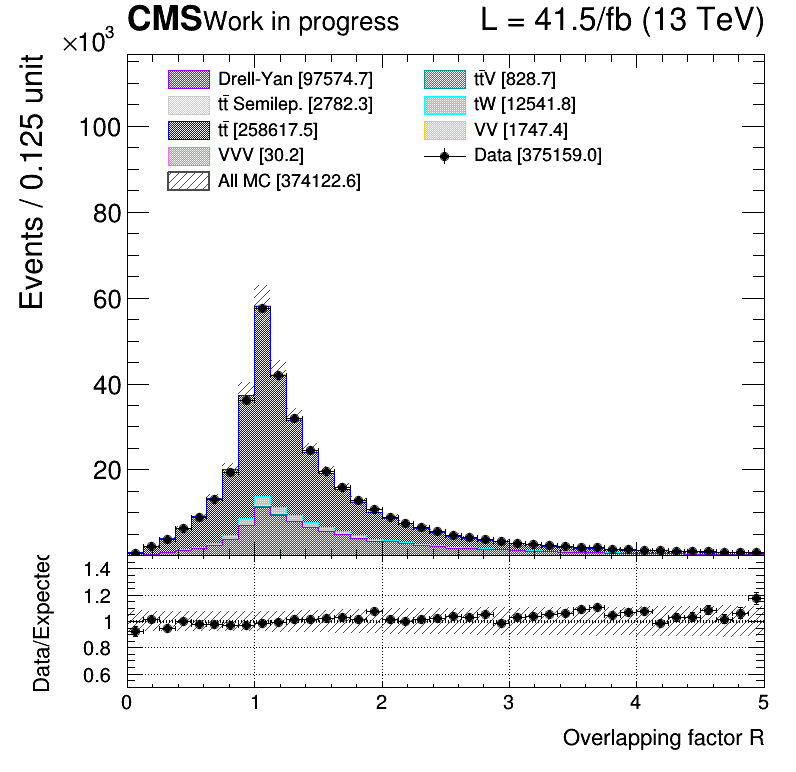 CMS Work in progress L = 41.5/fb (13 TeV)
×10³
Drell-Yan [97574.7] tt̄V [828.7]
tt̄ Semilep. [2782.3] tW [12541.8]
tt̄ [258617.5] VV [1747.4]
VVV [30.2] Data [375159.0]
All MC [374122.6]
Events / 0.125 unit
100
80
60
40
20
Data/Expected
1.4
1.2
1
0.8
0.6
0 1 2 3 4 5
Overlapping factor R